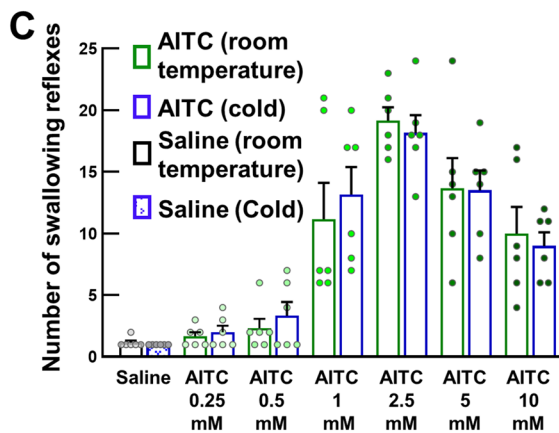 C
Number of swallowing reflexes
25
20
15
10
5
0
AITC (room
temperature)
AITC (cold)
Saline (room
temperature)
Saline (Cold)
Saline
AITC
0.25
mM
AITC
0.5
mM
AITC
1
mM
AITC
2.5
mM
AITC
5
mM
AITC
10
mM